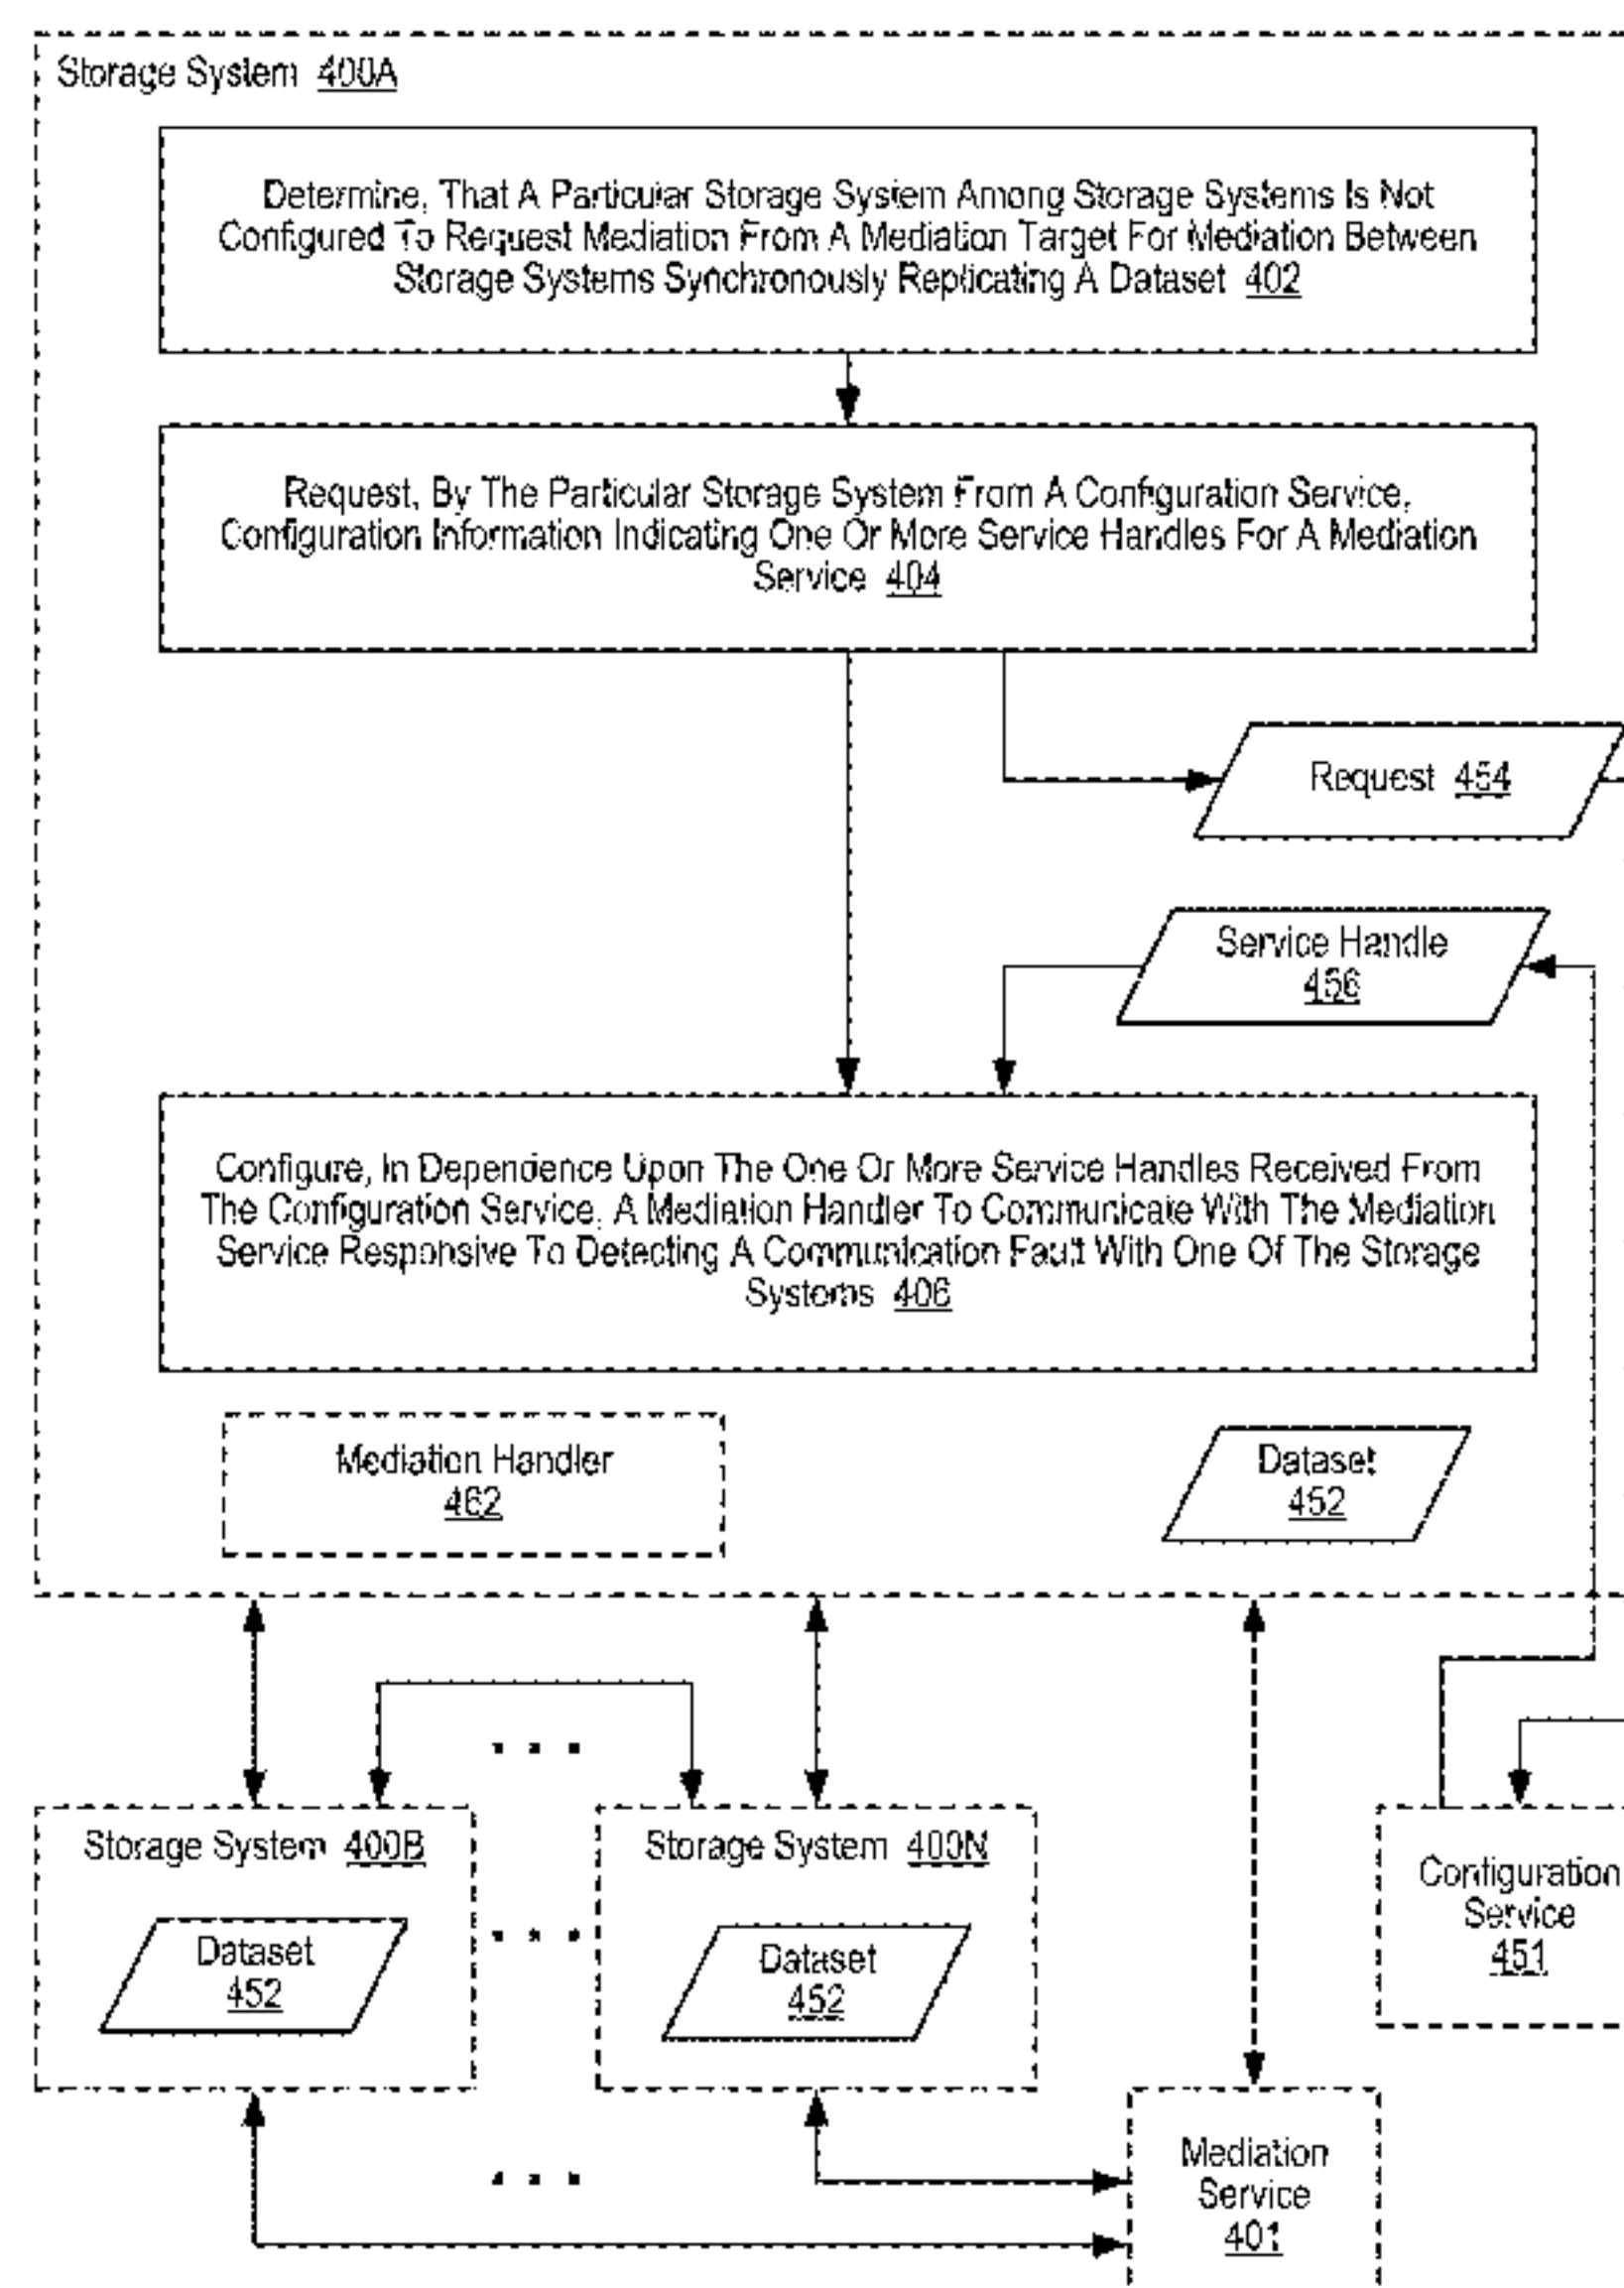 Storage System 400A
Determine, That A Particular Storage System Among Storage Systems Is Not
Configured To Request Mediation From A Mediation Target For Mediation Between
Storage Systems Synchronously Replicating A Dataset 402
Request, By The Particular Storage System From A Configuration Service,
Configuration Information Indicating One Or More Service Handles For A Mediation
Service 404
Request 454
Service Handle
456
Configure, In Dependence Upon The One Or More Service Handles Received From
The Configuration Service, A Mediation Handler To Communicate With The Mediation
Service Responsive To Detecting A Communication Fault With One Of The Storage
Systems 406
Mediation Handler
462
Dataset
452
Storage System 400B
Dataset
452
Storage System 400N
Dataset
452
Configuration
Service
451
Mediation
Service
401